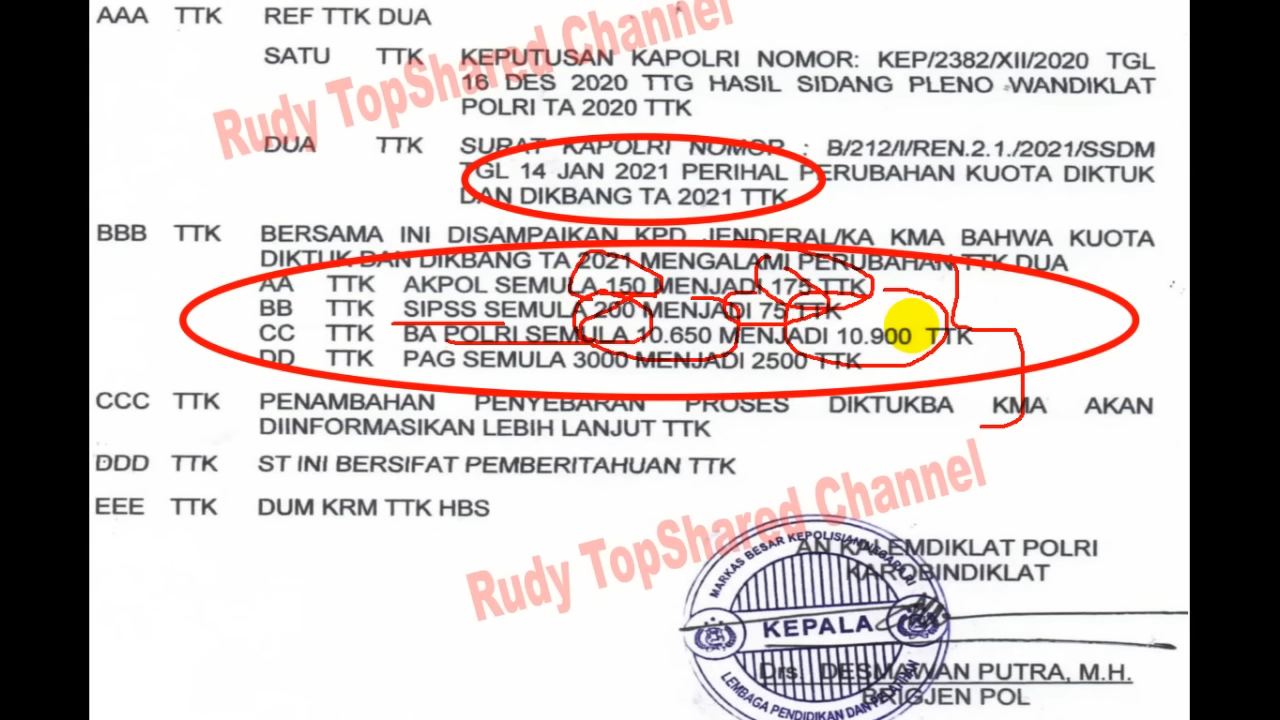 AAA TTK REF TTK DUA
SATU TTK KEPUTUSAN KAPOLRI NOMOR: KEP/2382/XII/2020 TGL
16 DES 2020 TTG HASIL SIDANG PLENO WANDIKLAT
POLRI TA 2020 TTK
Rudy TopShared Channel
DUA TTK SURAT KAPOLRI NOMOR : B/212/I/REN.2.1./2021/SSDM
TGL 14 JAN 2021 PERIHAL PERUBAHAN KUOTA DIKTUK
DAN DIKBANG TA 2021 TTK
BBB TTK BERSAMA INI DISAMPAIKAN KPD JENDERAL/KA KMA BAHWA KUOTA
DIKTUK DAN DIKBANG TA 2021 MENGALAMI PERUBAHAN TTK DUA
AA TTK AKPOL SEMULA 150 MENJADI 175 TTK
BB TTK SIPSS SEMULA 200 MENJADI 75 TTK
CC TTK BA POLRI SEMULA 10.650 MENJADI 10.900 TTK
DD TTK PAG SEMULA 3000 MENJADI 2500 TTK
CCC TTK PENAMBAHAN PENYEBARAN PROSES DIKTUKBA KMA AKAN
DIINFORMASIKAN LEBIH LANJUT TTK
DDD TTK ST INI BERSIFAT PEMBERITAHUAN TTK
EEE TTK DUM KRM TTK HBS
Rudy TopShared Channel
AN KALEMDIKLAT POLRI
KAROBINDIKLAT
MARKAS BESAR KEPOLISIAN NEGARA RI
KEPALA
LEMBAGA PENDIDIKAN DAN PELATIHAN
Drs. DESMAWAN PUTRA, M.H.
BRIGJEN POL